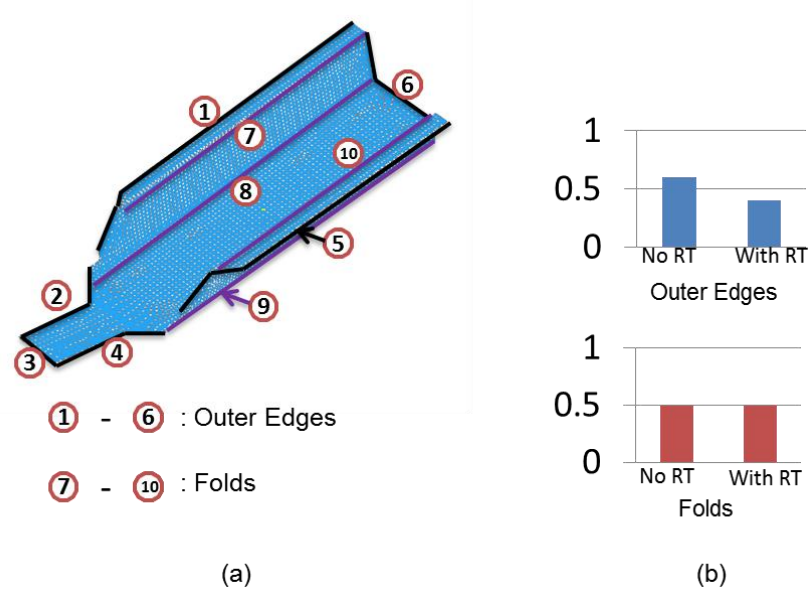 1
6
7
10
8
5
2
9
3
4
1 - 6 : Outer Edges
7 - 10 : Folds
(a)
1
0.5
0
No RT With RT
Outer Edges
1
0.5
0
No RT With RT
Folds
(b)